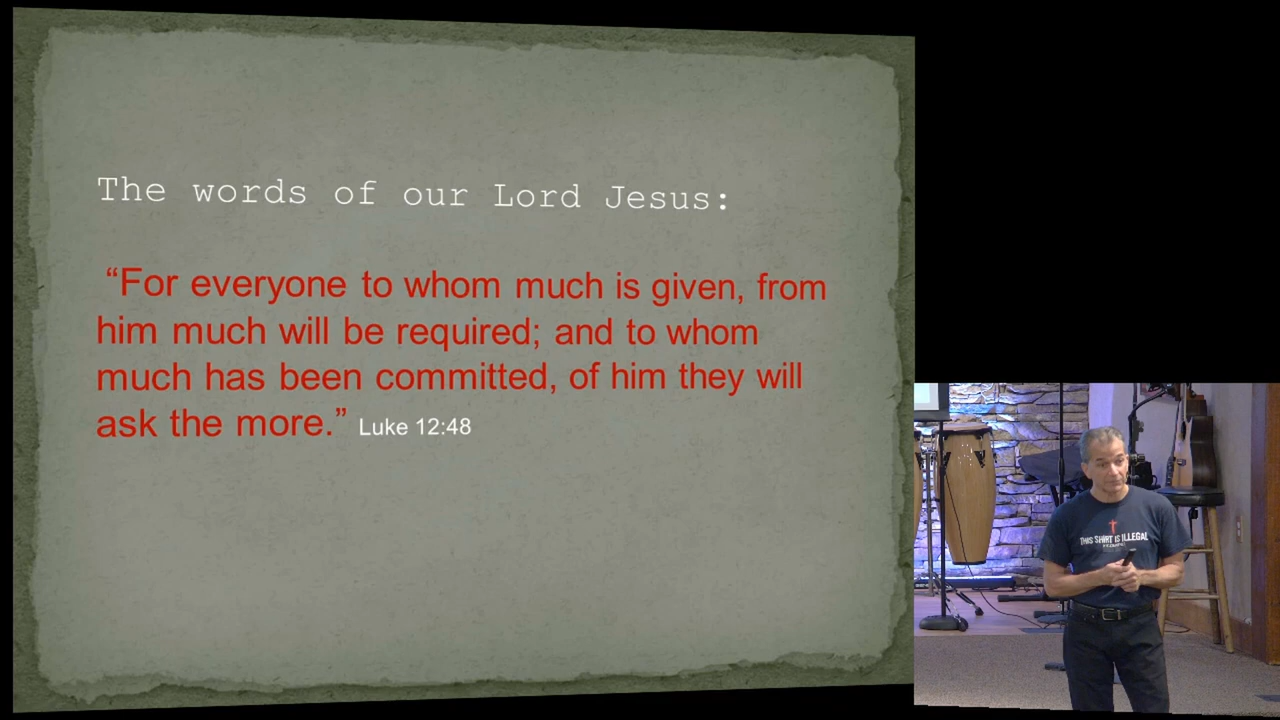 The words of our Lord Jesus:
“For everyone to whom much is given, from
him much will be required; and to whom
much has been committed, of him they will
ask the more.” Luke 12:48
THIS SHIRT IS ILLEGAL